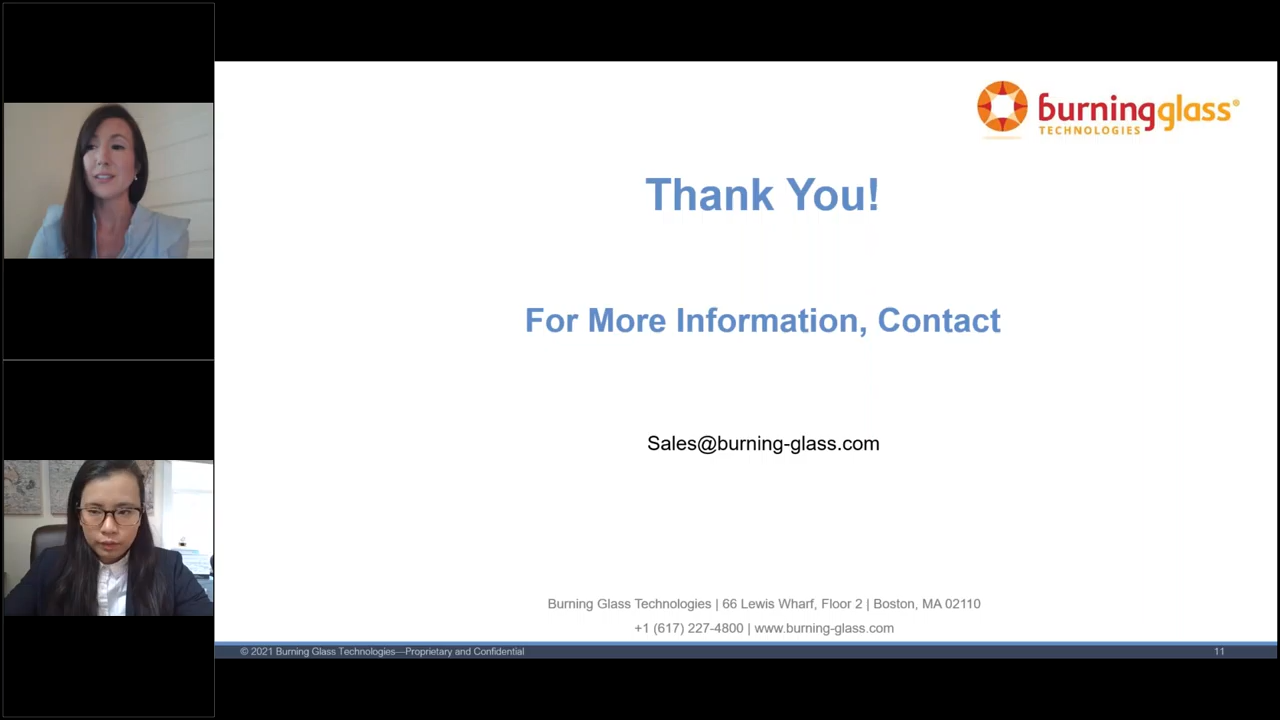 burningglass®
TECHNOLOGIES
Thank You!
For More Information, Contact
Sales@burning-glass.com
Burning Glass Technologies | 66 Lewis Wharf, Floor 2 | Boston, MA 02110
+1 (617) 227-4800 | www.burning-glass.com
© 2021 Burning Glass Technologies—Proprietary and Confidential
11